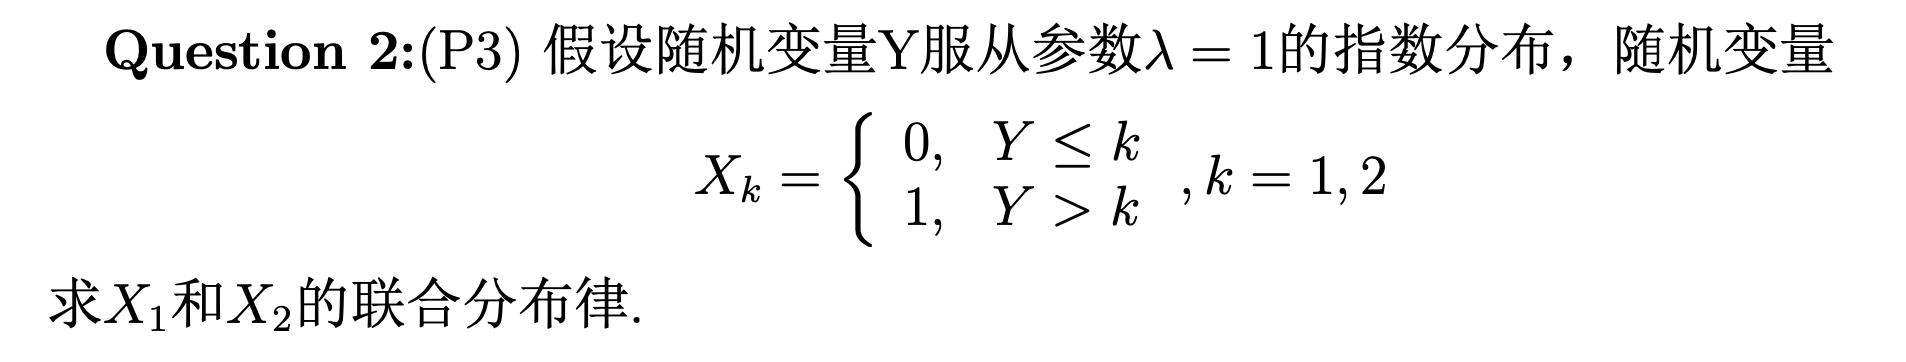 Question 2:(P3) 假设随机变量Y服从参数λ = 1的指数分布，随机变量
X_k = { 0, Y ≤ k
1, Y > k , k = 1, 2
求X_1和X_2的联合分布律.